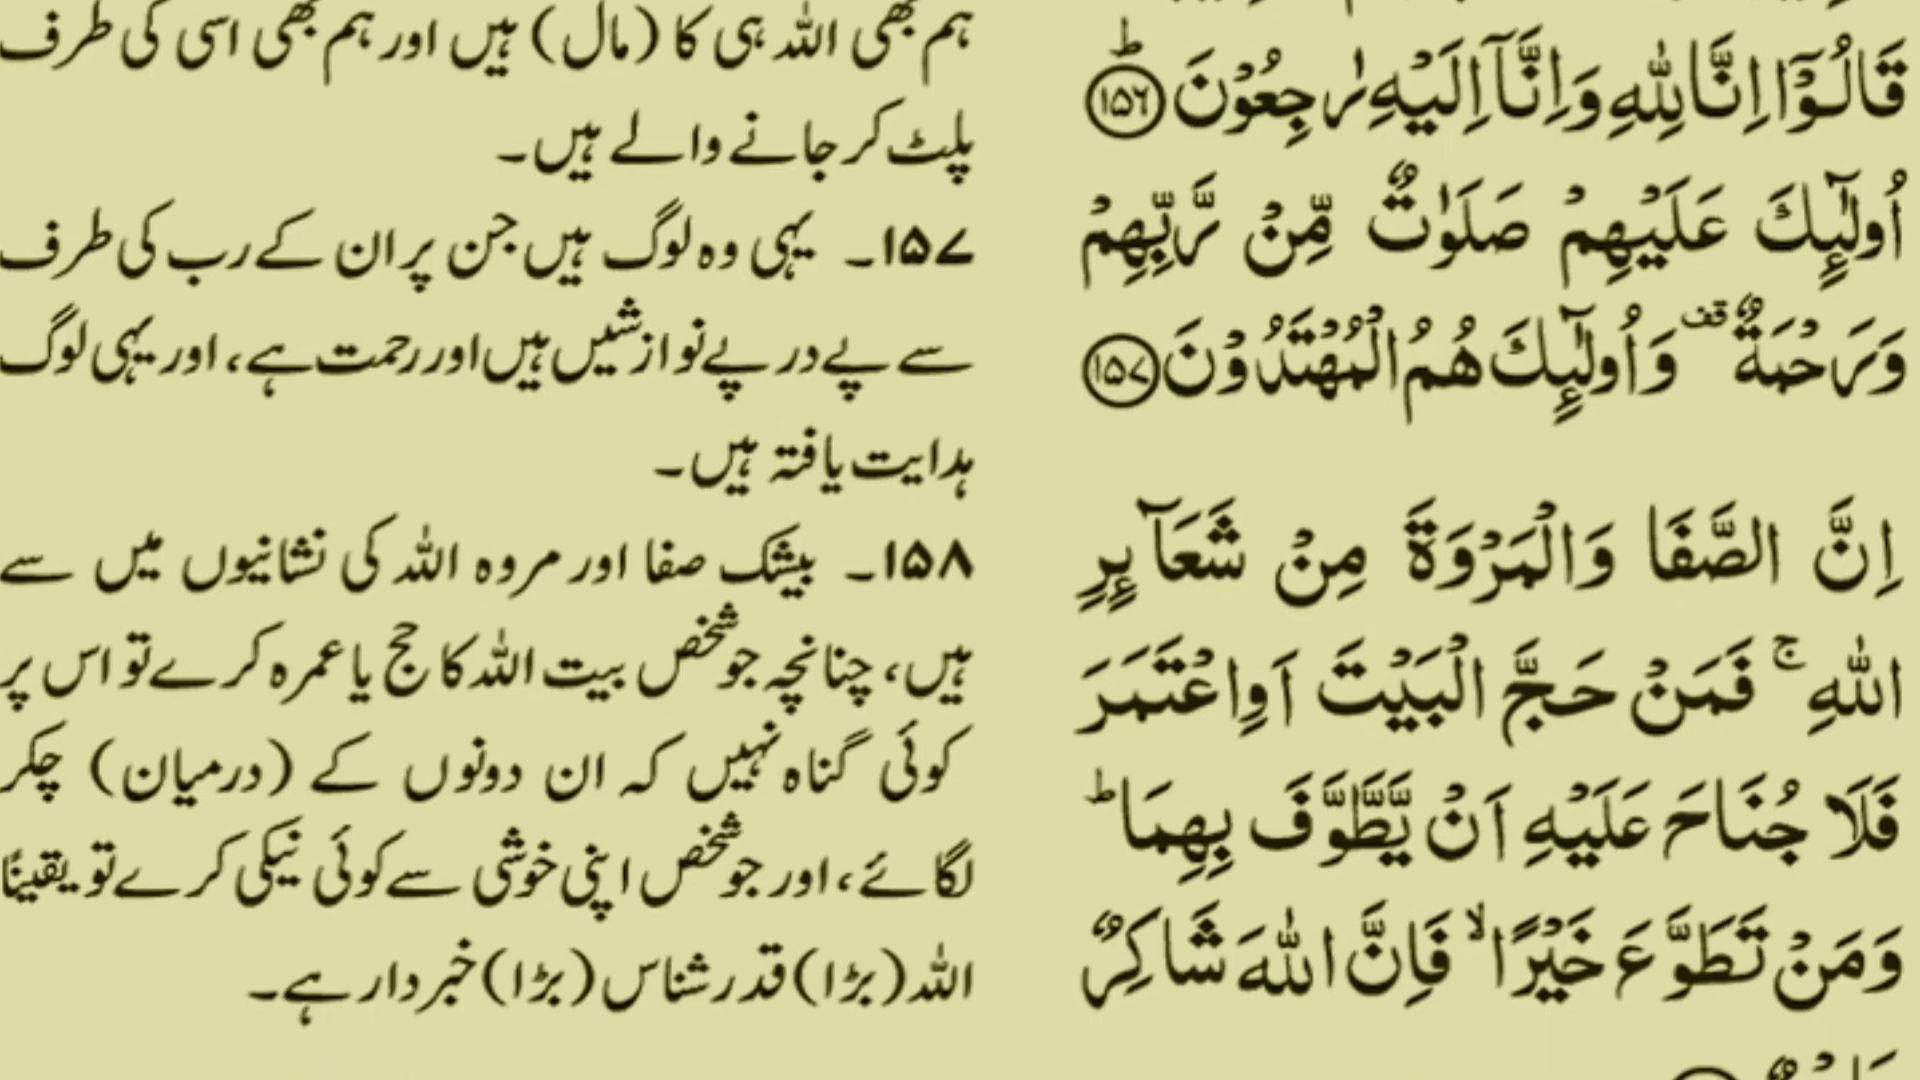 قَالُوْٓا اِنَّا لِلّٰهِ وَاِنَّآ اِلَيْهِ رٰجِعُوْنَ ؕ ﴿۱۵۶﴾
اُولٰٓئِكَ عَلَيْهِمْ صَلَوٰتٌ مِّنْ رَّبِّهِمْ
وَرَحْمَةٌ ۟ وَاُولٰٓئِكَ هُمُ الْمُهْتَدُوْنَ ﴿۱۵۷﴾
اِنَّ الصَّفَا وَالْمَرْوَةَ مِنْ شَعَآئِرِ
اللّٰهِ ۚ فَمَنْ حَجَّ الْبَيْتَ اَوِاعْتَمَرَ
فَلَا جُنَاحَ عَلَيْهِ اَنْ يَّطَّوَّفَ بِهِمَا ؕ
وَمَنْ تَطَوَّعَ خَيْرًا ۙ فَاِنَّ اللّٰهَ شَاكِرٌ
ہم بھی اللہ ہی کا (مال) ہیں اور ہم بھی اسی کی طرف
پلٹ کر جانے والے ہیں۔
۱۵۷۔ یہی وہ لوگ ہیں جن پر ان کے رب کی طرف
سے پے در پے نوازشیں ہیں اور رحمت ہے، اور یہی لوگ
ہدایت یافتہ ہیں۔
۱۵۸۔ بیشک صفا اور مروہ اللہ کی نشانیوں میں سے
ہیں، چنانچہ جو شخص بیت اللہ کا حج یا عمرہ کرے تو اس پر
کوئی گناہ نہیں کہ ان دونوں کے (درمیان) چکر
لگائے، اور جو شخص اپنی خوشی سے کوئی نیکی کرے تو یقیناً
اللہ (بڑا) قدر شناس (بڑا) خبردار ہے۔